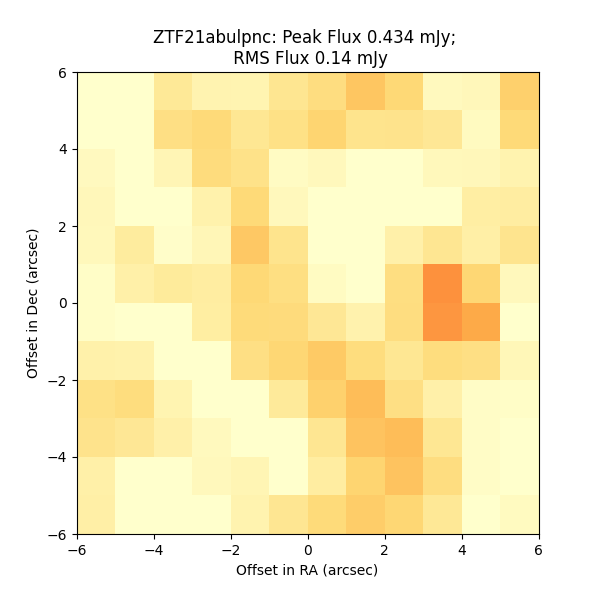 ZTF21abulpnc: Peak Flux 0.434 mJy;
RMS Flux 0.14 mJy
6
4
2
0
−2
−4
−6
Offset in Dec (arcsec)
−6 −4 −2 0 2 4 6
Offset in RA (arcsec)